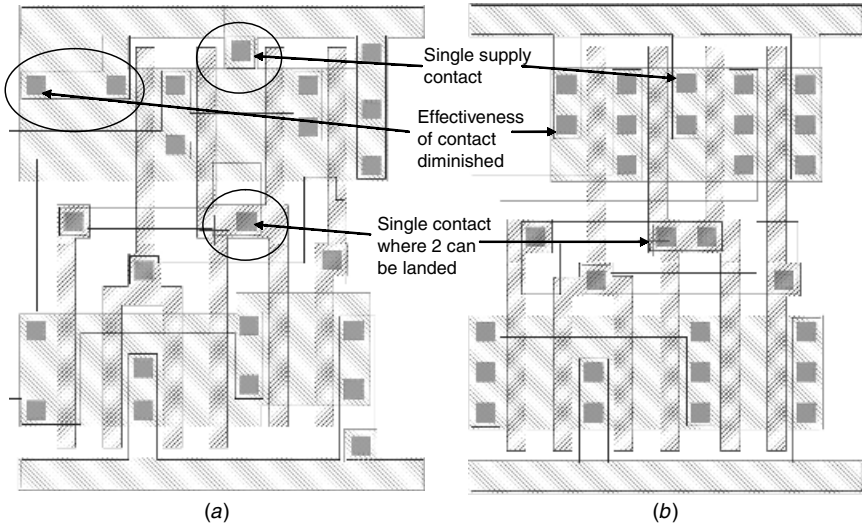 Single supply
contact
Effectiveness
of contact
diminished
Single contact
where 2 can
be landed
(a)
(b)